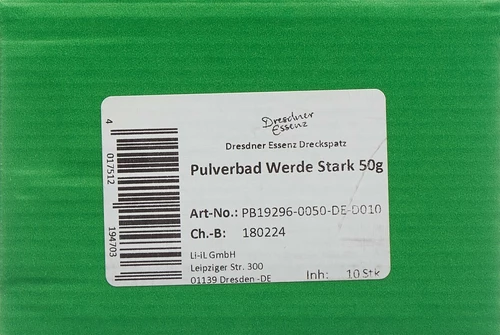 Dresdner
Essenz
Dresdner Essenz Dreckspatz
Pulverbad Werde Stark 50g
Art-No.: PB19296-0050-DE-D010
Ch.-B: 180224
Li-iL GmbH
Leipziger Str. 300
01139 Dresden -DE
Inh: 10 Stk
4 017512 194703